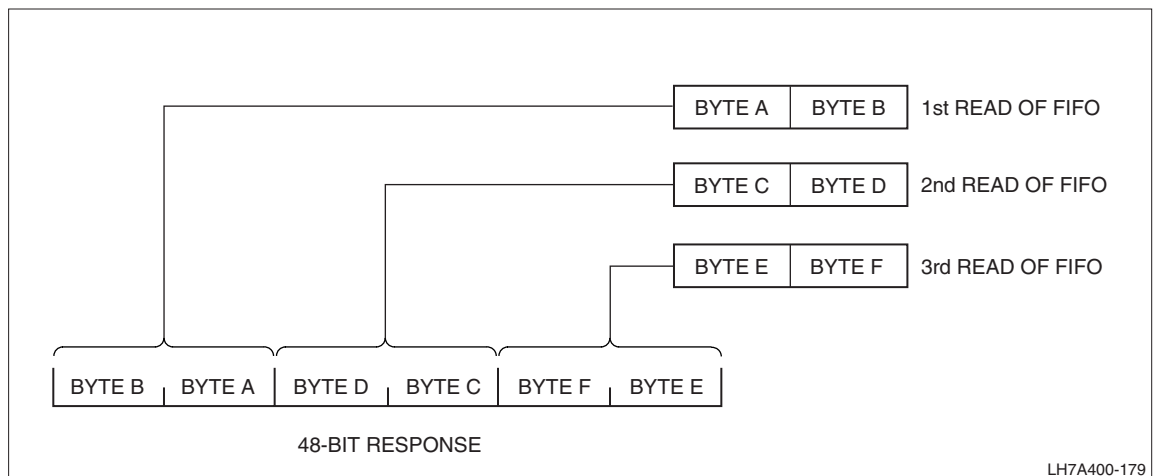 BYTE A BYTE B 1st READ OF FIFO
BYTE C BYTE D 2nd READ OF FIFO
BYTE E BYTE F 3rd READ OF FIFO
BYTE B BYTE A BYTE D BYTE C BYTE F BYTE E
48-BIT RESPONSE
LH7A400-179